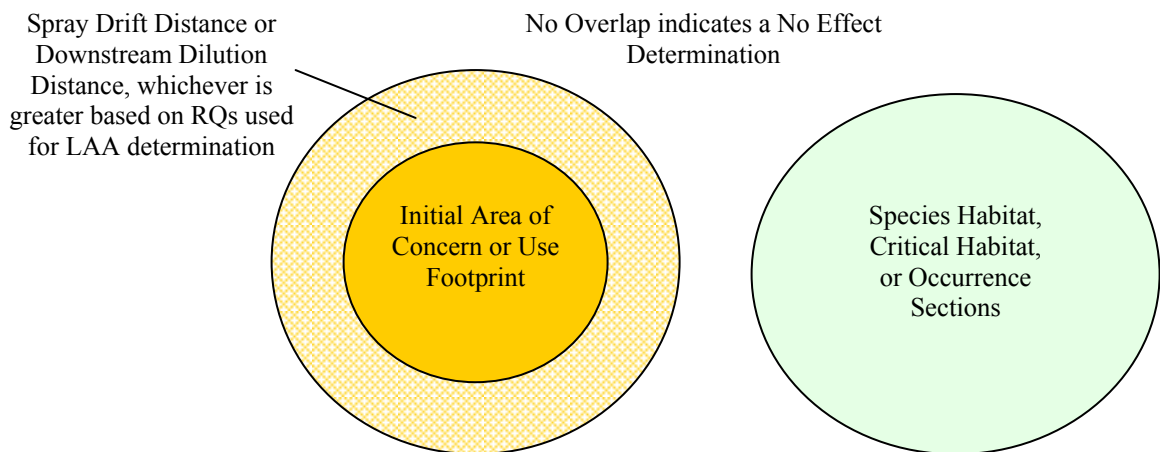 Spray Drift Distance or
Downstream Dilution
Distance, whichever is
greater based on RQs used
for LAA determination
No Overlap indicates a No Effect
Determination
Initial Area of
Concern or Use
Footprint
Species Habitat,
Critical Habitat,
or Occurrence
Sections